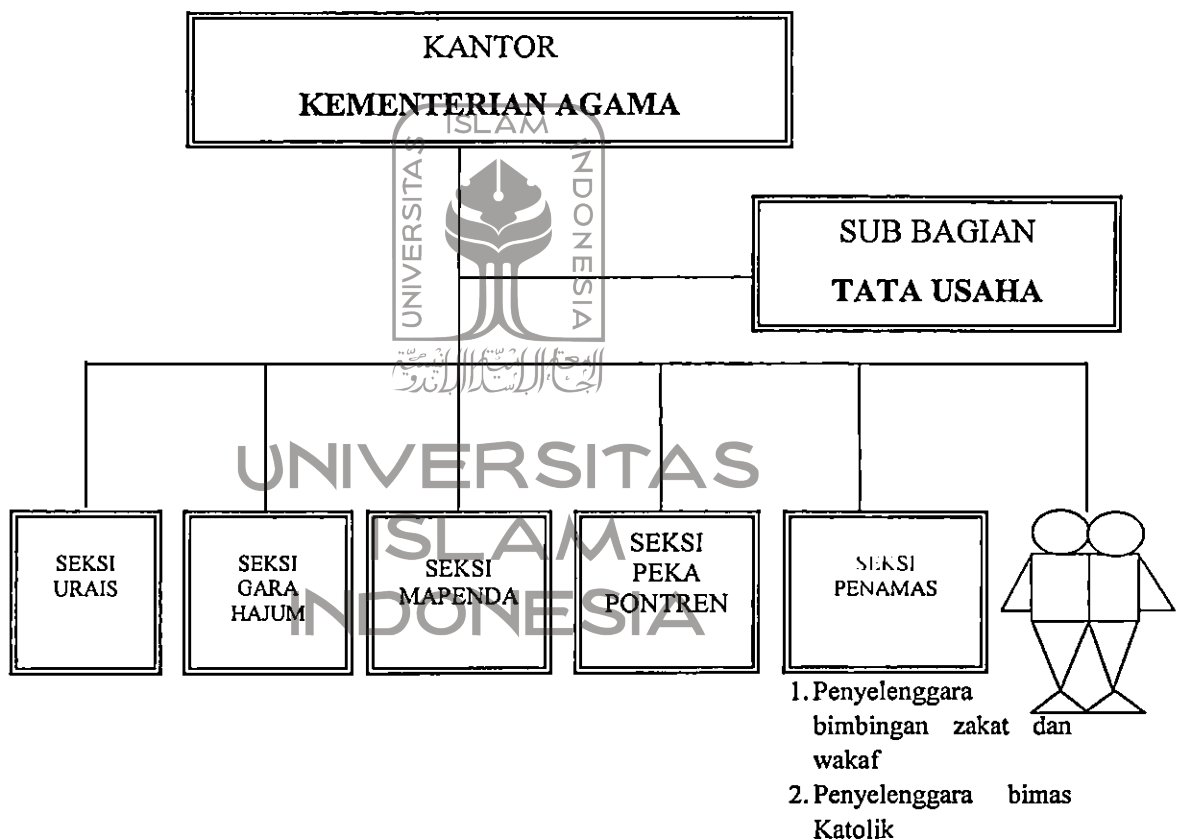 KANTOR
KEMENTERIAN AGAMA
ISLAM
UNIVERSITAS
INDONESIA
SUB BAGIAN
TATA USAHA
UNIVERSITAS
ISLAM
INDONESIA
SEKSI
URAIS
SEKSI
GARA
HAJUM
SEKSI
MAPENDA
SEKSI
PEKA
PONTREN
SEKSI
PENAMAS
1. Penyelenggara
bimbingan zakat dan
wakaf
2. Penyelenggara bimas
Katolik